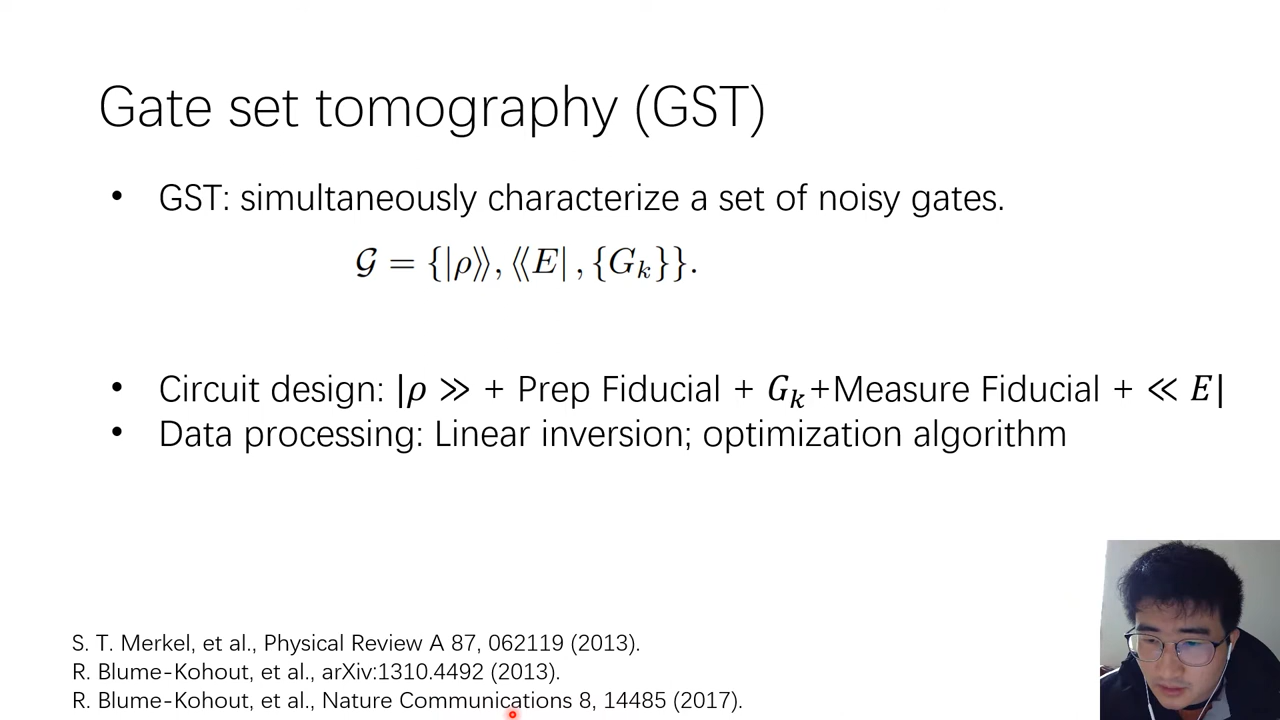 Gate set tomography (GST)
• GST: simultaneously characterize a set of noisy gates.
𝒢 = {|ρ⟫, ⟪E|, {Gₖ}}.
• Circuit design: |ρ ≫ + Prep Fiducial + Gₖ+Measure Fiducial + ≪ E|
• Data processing: Linear inversion; optimization algorithm
S. T. Merkel, et al., Physical Review A 87, 062119 (2013).
R. Blume-Kohout, et al., arXiv:1310.4492 (2013).
R. Blume-Kohout, et al., Nature Communications 8, 14485 (2017).